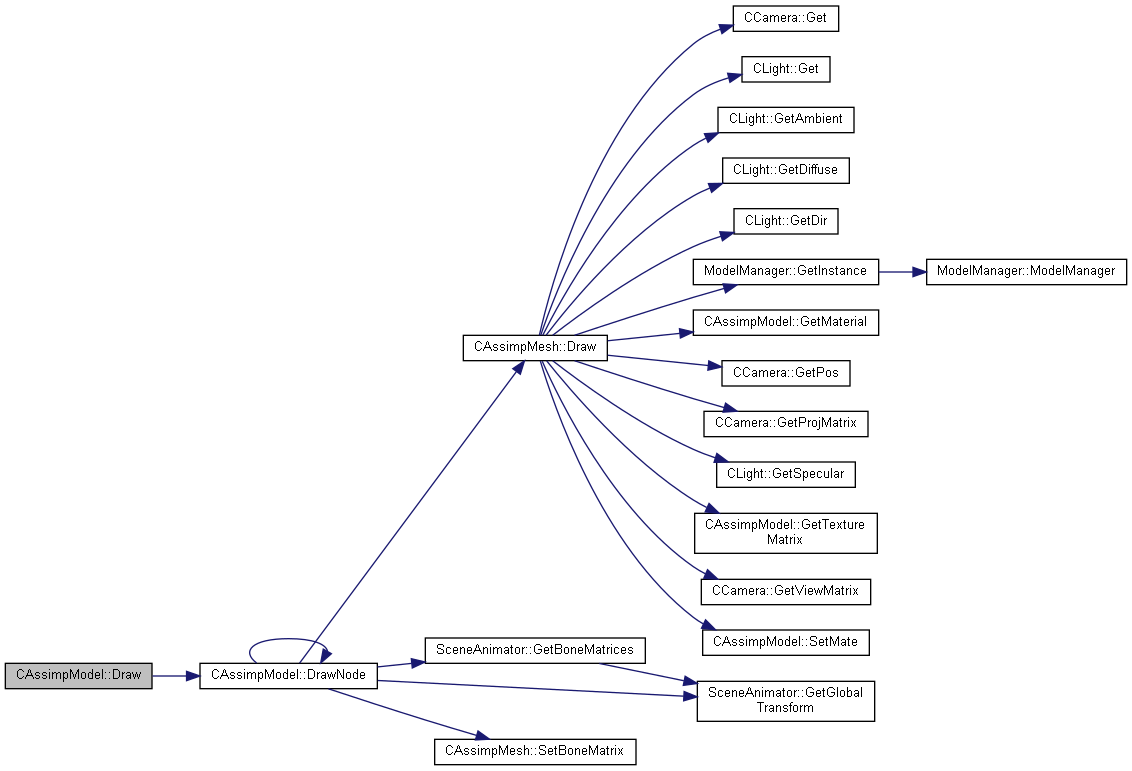 CCamera::Get
CLight::Get
CLight::GetAmbient
CLight::GetDiffuse
CLight::GetDir
ModelManager::GetInstance
ModelManager::ModelManager
CAssimpModel::GetMaterial
CAssimpMesh::Draw
CCamera::GetPos
CCamera::GetProjMatrix
CLight::GetSpecular
CAssimpModel::GetTexture
Matrix
CCamera::GetViewMatrix
CAssimpModel::SetMate
SceneAnimator::GetBoneMatrices
CAssimpModel::Draw
CAssimpModel::DrawNode
SceneAnimator::GetGlobal
Transform
CAssimpMesh::SetBoneMatrix